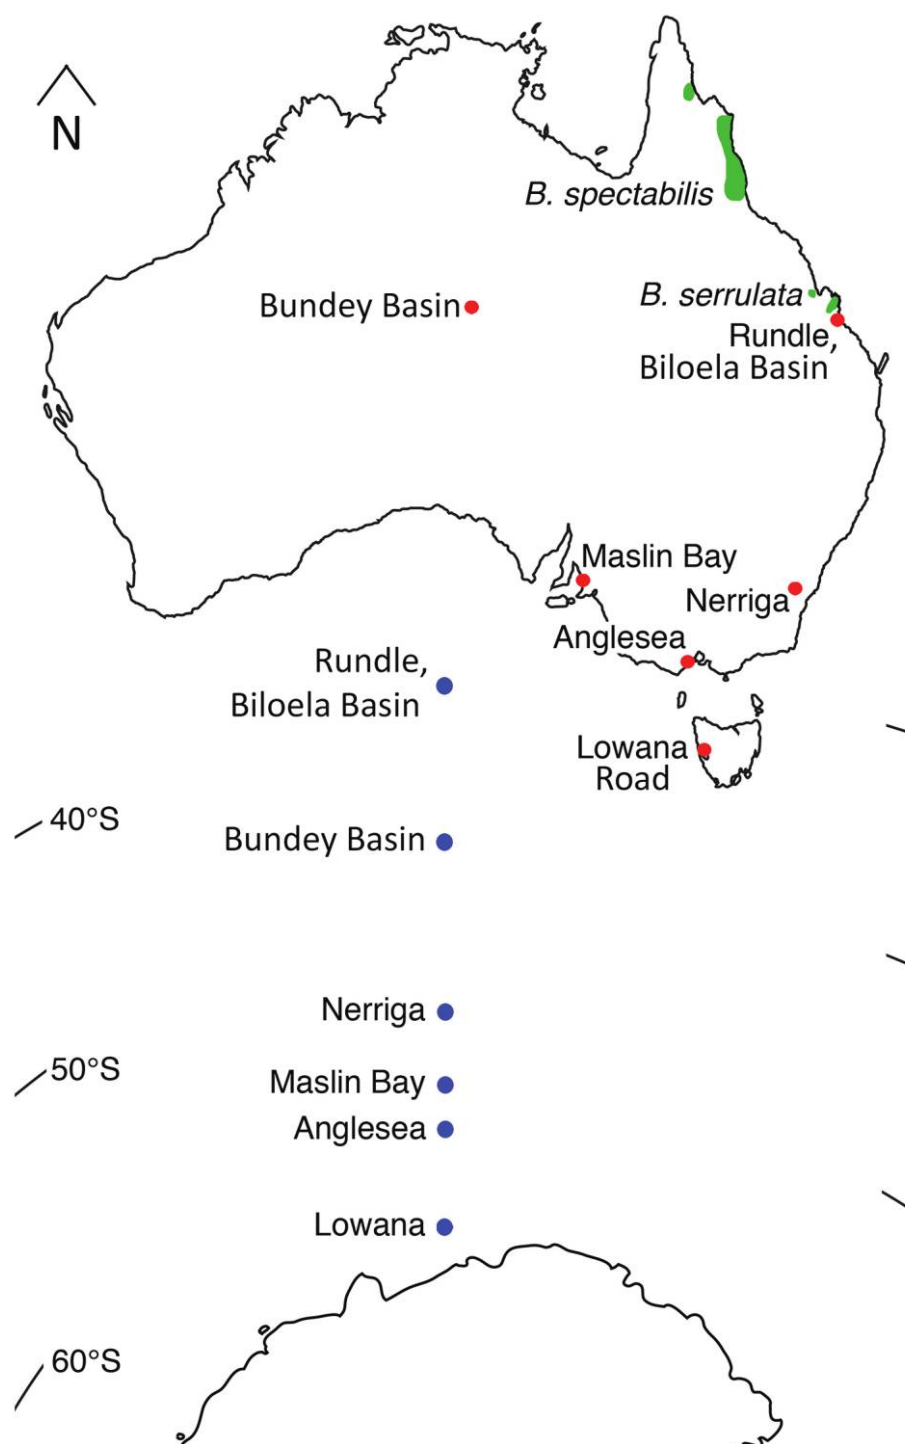 N
B. spectabilis
Bundey Basin
B. serrulata
Rundle,
Biloela Basin
Maslin Bay
Nerriga
Anglesea
Rundle,
Biloela Basin
Lowana
Road
40°S
Bundey Basin
Nerriga
50°S
Maslin Bay
Anglesea
Lowana
60°S